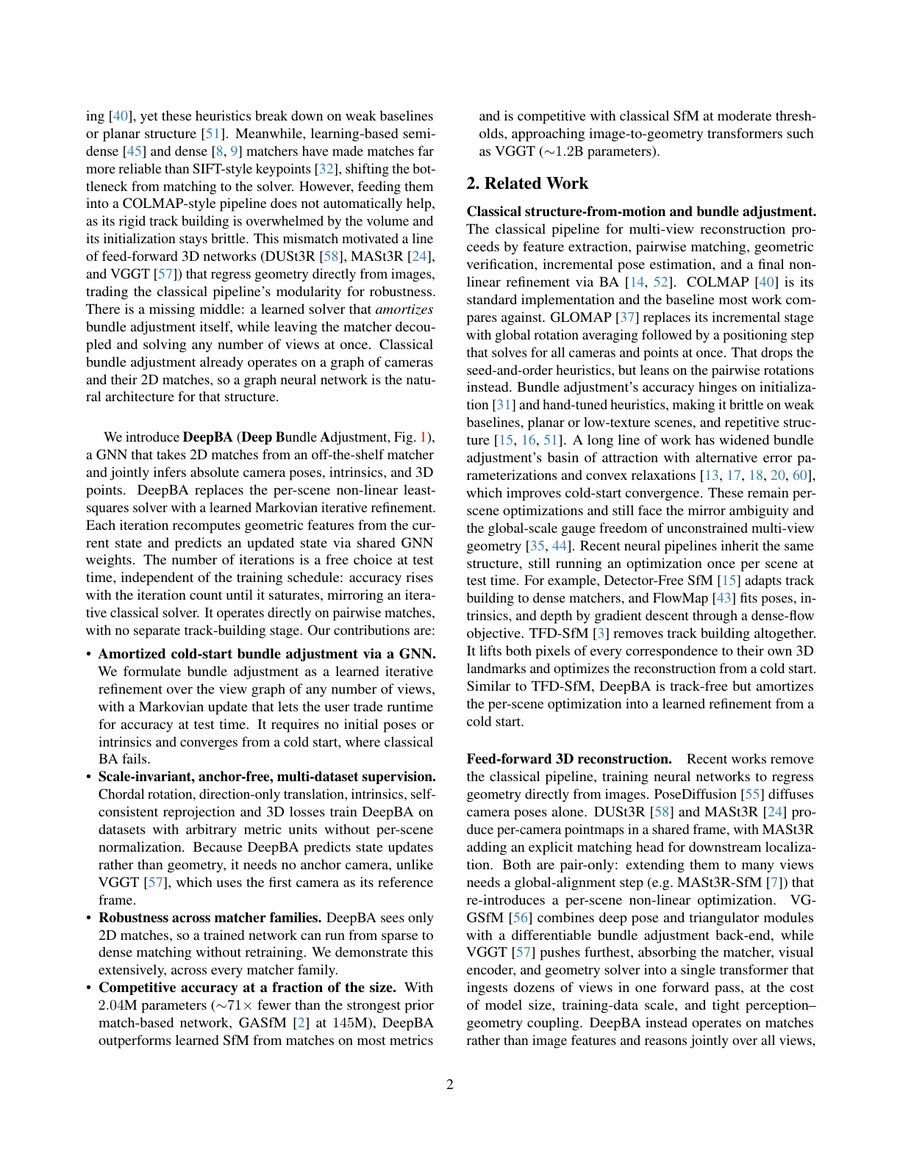 ing [40], yet these heuristics break down on weak baselines
or planar structure [51]. Meanwhile, learning-based semi-
dense [45] and dense [8, 9] matchers have made matches far
more reliable than SIFT-style keypoints [32], shifting the bot-
tleneck from matching to the solver. However, feeding them
into a COLMAP-style pipeline does not automatically help,
as its rigid track building is overwhelmed by the volume and
its initialization stays brittle. This mismatch motivated a line
of feed-forward 3D networks (DUSt3R [58], MASt3R [24],
and VGGT [57]) that regress geometry directly from images,
trading the classical pipeline's modularity for robustness.
There is a missing middle: a learned solver that amortizes
bundle adjustment itself, while leaving the matcher decou-
pled and solving any number of views at once. Classical
bundle adjustment already operates on a graph of cameras
and their 2D matches, so a graph neural network is the natu-
ral architecture for that structure.
We introduce DeepBA (Deep Bundle Adjustment, Fig. 1),
a GNN that takes 2D matches from an off-the-shelf matcher
and jointly infers absolute camera poses, intrinsics, and 3D
points. DeepBA replaces the per-scene non-linear least-
squares solver with a learned Markovian iterative refinement.
Each iteration recomputes geometric features from the cur-
rent state and predicts an updated state via shared GNN
weights. The number of iterations is a free choice at test
time, independent of the training schedule: accuracy rises
with the iteration count until it saturates, mirroring an itera-
tive classical solver. It operates directly on pairwise matches,
with no separate track-building stage. Our contributions are:
• Amortized cold-start bundle adjustment via a GNN.
We formulate bundle adjustment as a learned iterative
refinement over the view graph of any number of views,
with a Markovian update that lets the user trade runtime
for accuracy at test time. It requires no initial poses or
intrinsics and converges from a cold start, where classical
BA fails.
• Scale-invariant, anchor-free, multi-dataset supervision.
Chordal rotation, direction-only translation, intrinsics, self-
consistent reprojection and 3D losses train DeepBA on
datasets with arbitrary metric units without per-scene
normalization. Because DeepBA predicts state updates
rather than geometry, it needs no anchor camera, unlike
VGGT [57], which uses the first camera as its reference
frame.
• Robustness across matcher families. DeepBA sees only
2D matches, so a trained network can run from sparse to
dense matching without retraining. We demonstrate this
extensively, across every matcher family.
• Competitive accuracy at a fraction of the size. With
2.04M parameters (∼71× fewer than the strongest prior
match-based network, GASfM [2] at 145M), DeepBA
outperforms learned SfM from matches on most metrics
and is competitive with classical SfM at moderate thresh-
olds, approaching image-to-geometry transformers such
as VGGT (∼1.2B parameters).
2. Related Work
Classical structure-from-motion and bundle adjustment.
The classical pipeline for multi-view reconstruction pro-
ceeds by feature extraction, pairwise matching, geometric
verification, incremental pose estimation, and a final non-
linear refinement via BA [14, 52]. COLMAP [40] is its
standard implementation and the baseline most work com-
pares against. GLOMAP [37] replaces its incremental stage
with global rotation averaging followed by a positioning step
that solves for all cameras and points at once. That drops the
seed-and-order heuristics, but leans on the pairwise rotations
instead. Bundle adjustment's accuracy hinges on initializa-
tion [31] and hand-tuned heuristics, making it brittle on weak
baselines, planar or low-texture scenes, and repetitive struc-
ture [15, 16, 51]. A long line of work has widened bundle
adjustment's basin of attraction with alternative error pa-
rameterizations and convex relaxations [13, 17, 18, 20, 60],
which improves cold-start convergence. These remain per-
scene optimizations and still face the mirror ambiguity and
the global-scale gauge freedom of unconstrained multi-view
geometry [35, 44]. Recent neural pipelines inherit the same
structure, still running an optimization once per scene at
test time. For example, Detector-Free SfM [15] adapts track
building to dense matchers, and FlowMap [43] fits poses, in-
trinsics, and depth by gradient descent through a dense-flow
objective. TFD-SfM [3] removes track building altogether.
It lifts both pixels of every correspondence to their own 3D
landmarks and optimizes the reconstruction from a cold start.
Similar to TFD-SfM, DeepBA is track-free but amortizes
the per-scene optimization into a learned refinement from a
cold start.
Feed-forward 3D reconstruction. Recent works remove
the classical pipeline, training neural networks to regress
geometry directly from images. PoseDiffusion [55] diffuses
camera poses alone. DUSt3R [58] and MASt3R [24] pro-
duce per-camera pointmaps in a shared frame, with MASt3R
adding an explicit matching head for downstream localiza-
tion. Both are pair-only: extending them to many views
needs a global-alignment step (e.g. MASt3R-SfM [7]) that
re-introduces a per-scene non-linear optimization. VG-
GSfM [56] combines deep pose and triangulator modules
with a differentiable bundle adjustment back-end, while
VGGT [57] pushes furthest, absorbing the matcher, visual
encoder, and geometry solver into a single transformer that
ingests dozens of views in one forward pass, at the cost
of model size, training-data scale, and tight perception–
geometry coupling. DeepBA instead operates on matches
rather than image features and reasons jointly over all views,
2